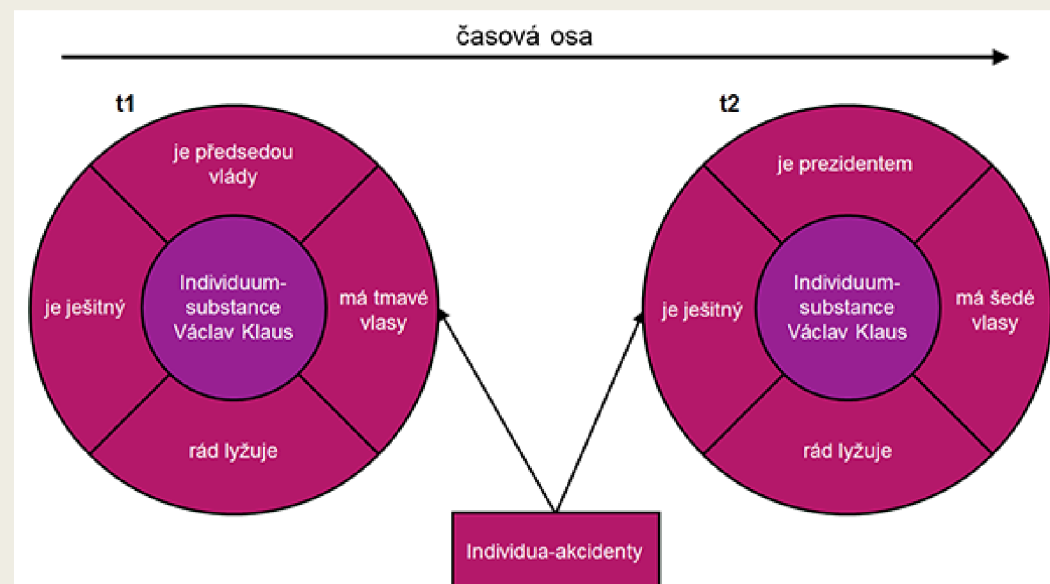 časová osa
t1
je předsedou
vlády
je ješitný
Individuum-
substance
Václav Klaus
má tmavé
vlasy
rád lyžuje
t2
je prezidentem
je ješitný
Individuum-
substance
Václav Klaus
má šedé
vlasy
rád lyžuje
Individua-akcidenty